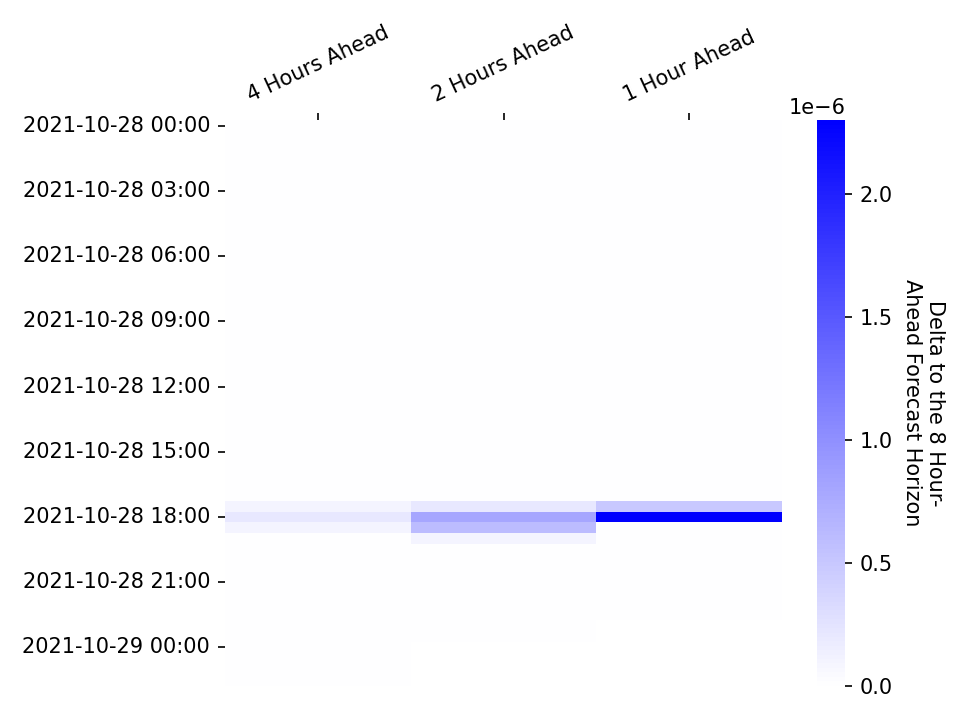 4 Hours Ahead
2 Hours Ahead
1 Hour Ahead
1e−6
2021-10-28 00:00
2021-10-28 03:00
2021-10-28 06:00
2021-10-28 09:00
2021-10-28 12:00
2021-10-28 15:00
2021-10-28 18:00
2021-10-28 21:00
2021-10-29 00:00
2.0
1.5
1.0
0.5
0.0
Delta to the 8 Hour-
Ahead Forecast Horizon